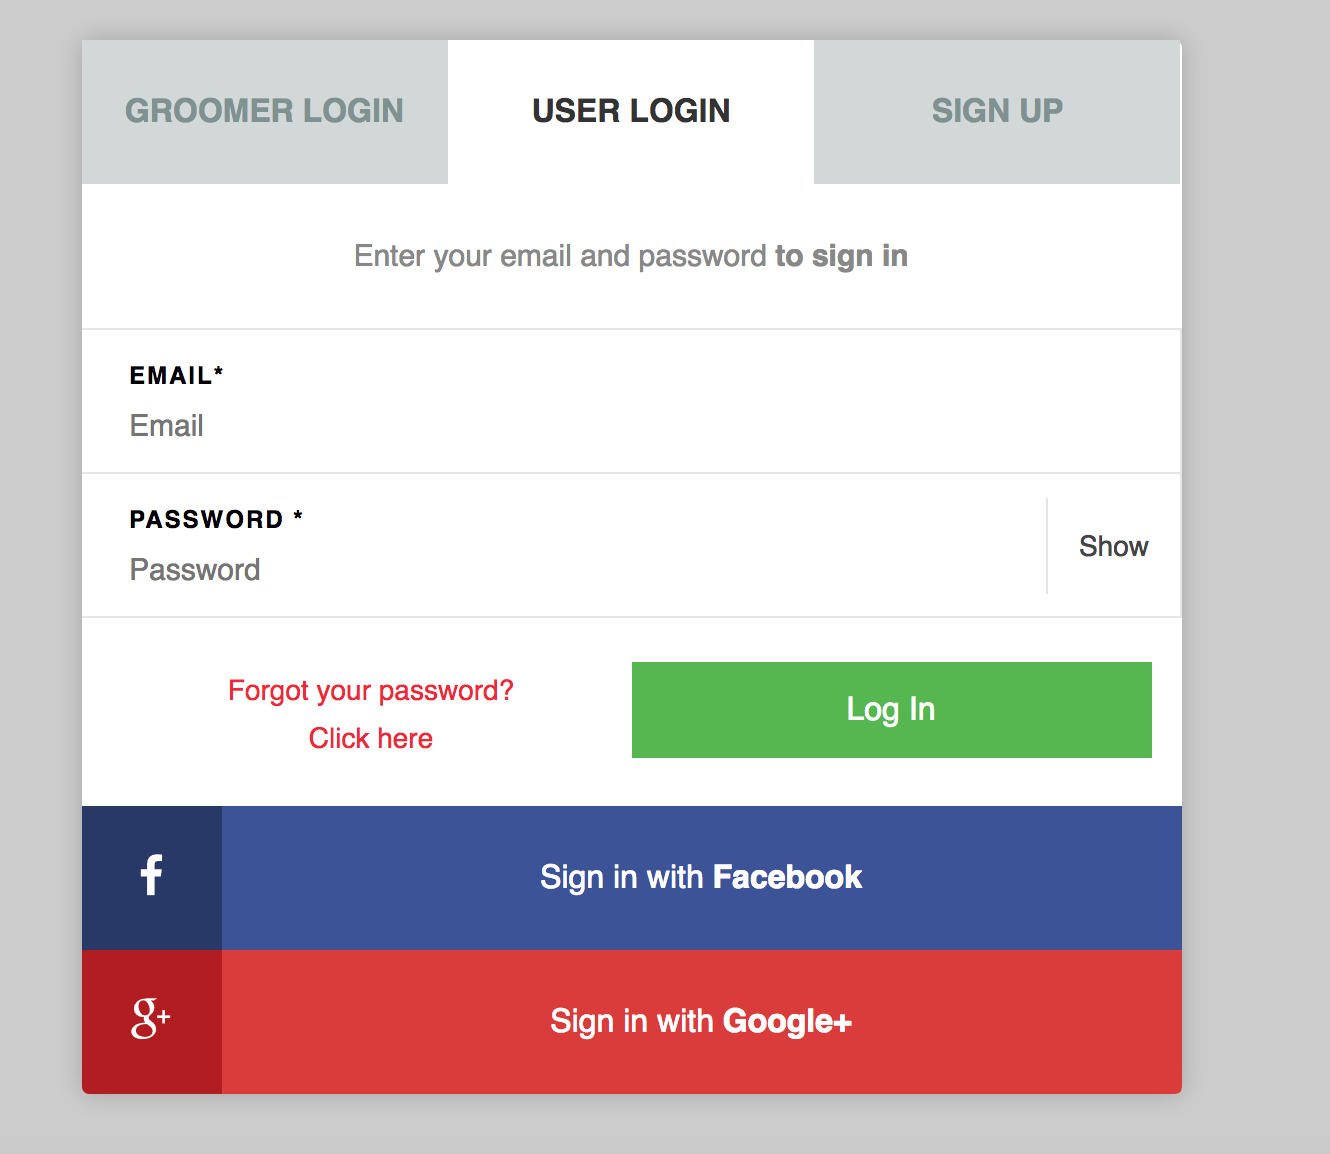 GROOMER LOGIN
USER LOGIN
SIGN UP
Enter your email and password to sign in
EMAIL*
Email
PASSWORD *
Password
Show
Forgot your password?
Click here
Log In
f
Sign in with Facebook
g+
Sign in with Google+